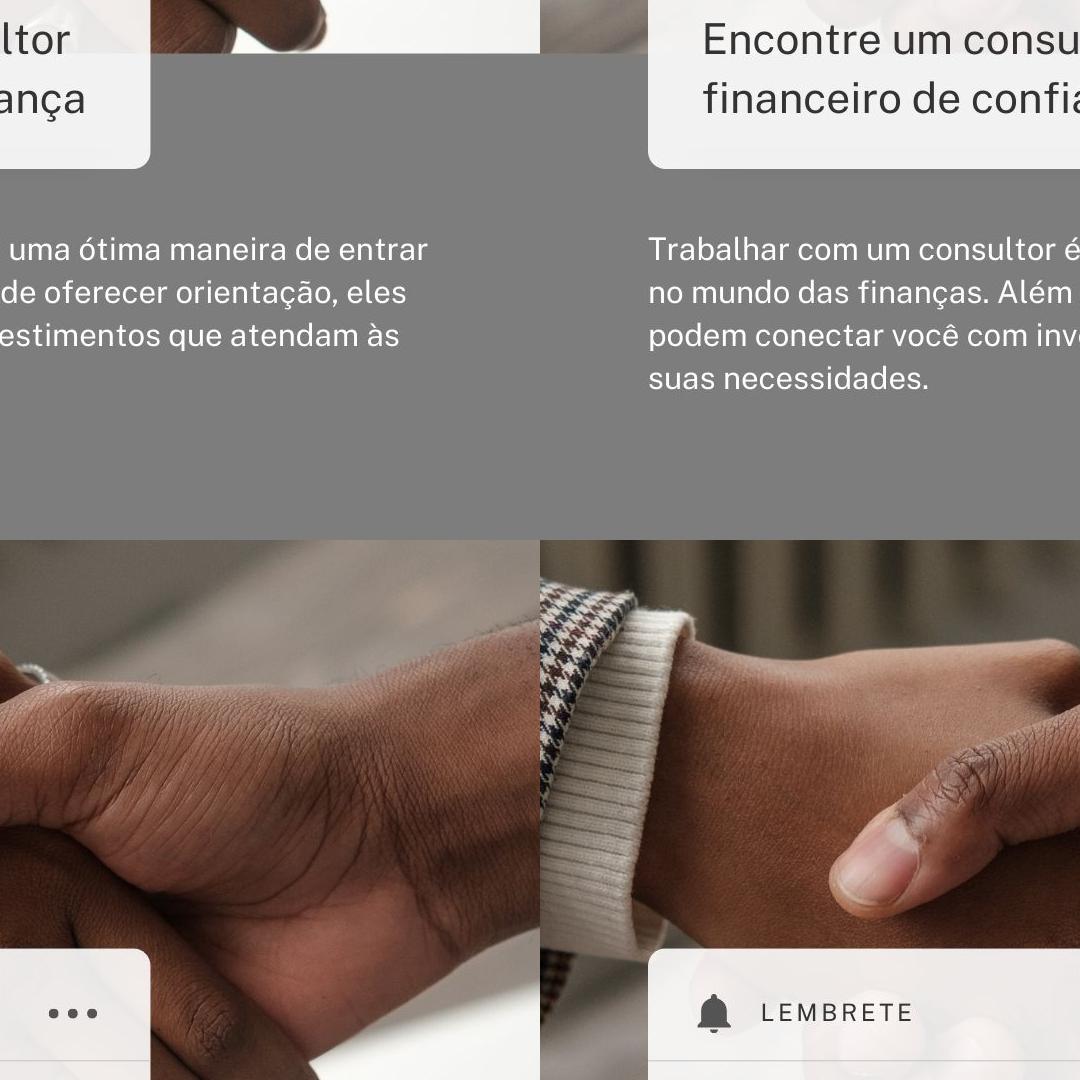 ltor
ança
Encontre um consu
financeiro de confia
uma ótima maneira de entrar
de oferecer orientação, eles
estimentos que atendam às
Trabalhar com um consultor é
no mundo das finanças. Além
podem conectar você com inve
suas necessidades.
LEMBRETE